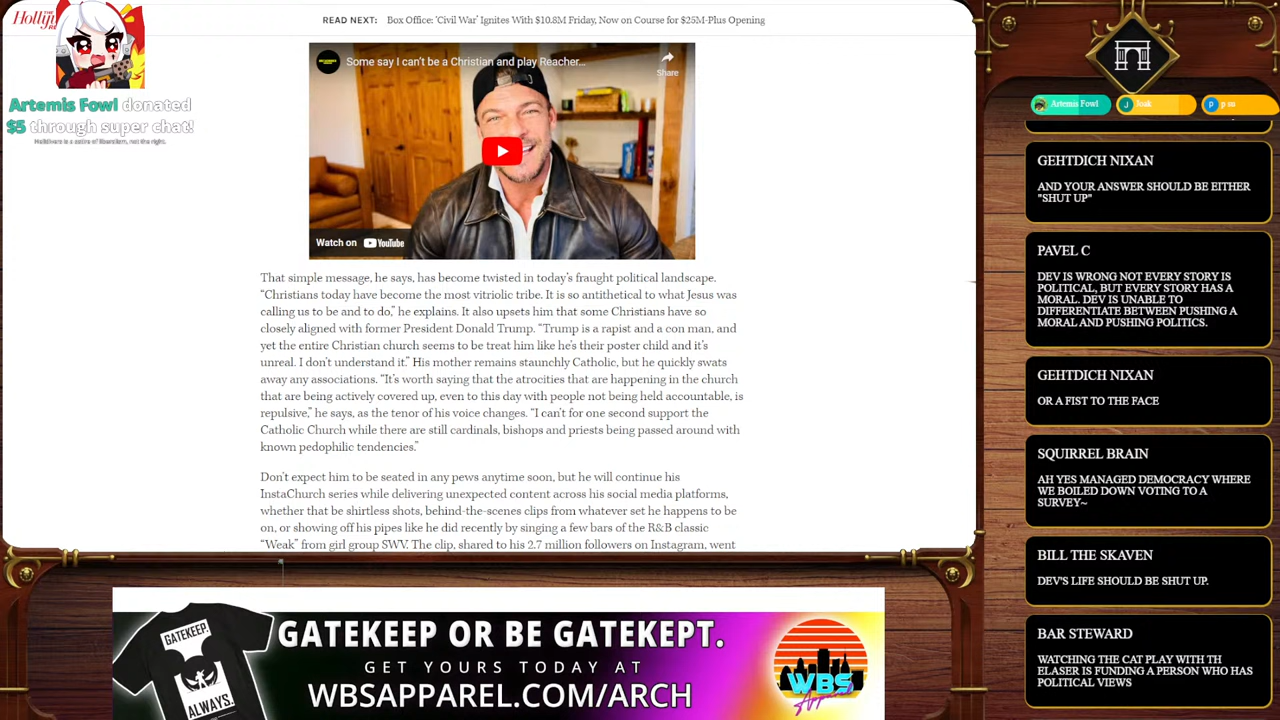 THE
Hollyw
RE
READ NEXT: Box Office: 'Civil War' Ignites With $10.8M Friday, Now on Course for $25M-Plus Opening
Artemis Fowl donated
$5 through super chat!
Helldivers is a satire of liberalism, not the right.
Some say I can't be a Christian and play Reacher...
Share
Watch on YouTube
That simple message, he says, has become twisted in today's fraught political landscape.
“Christians today have become the most vitriolic tribe. It is so antithetical to what Jesus was
calling us to be and to do,” he explains. It also upsets him that some Christians have so
closely aligned with former President Donald Trump. “Trump is a rapist and a con man, and
yet the entire Christian church seems to be treat him like he's their poster child and it's
unreal. I don't understand it.” His mother remains staunchly Catholic, but he quickly swats
away any associations. “It's worth saying that the atrocities that are happening in the church
that are being actively covered up, even to this day with people not being held accountable, is
repulsive,” he says, as the tenor of his voice changes. “I can't for one second support the
Catholic Church while there are still cardinals, bishops and priests being passed around with
known pedophilic tendencies.”
Don't expect him to be seated in any pews anytime soon, but he will continue his
InstaChurch series while delivering unexpected content across his social media platforms,
whether that be shirtless shots, behind-the-scenes clips from whatever set he happens to be
on, or showing off his pipes like he did recently by singing a few bars of the R&B classic
“Weak” from girl group SWV. The clip, shared to his 2.7 million followers on Instagram, went
GATEKEEP.
ALWAYS.
GATEKEEP OR BE GATEKEPT.
GET YOURS TODAY AT
WBSAPPAREL.COM/ARCH
WBS
Apparel
Artemis Fowl
J Joak
p p su
GEHTDICH NIXAN
AND YOUR ANSWER SHOULD BE EITHER
"SHUT UP"
PAVEL C
DEV IS WRONG NOT EVERY STORY IS
POLITICAL, BUT EVERY STORY HAS A
MORAL. DEV IS UNABLE TO
DIFFERENTIATE BETWEEN PUSHING A
MORAL AND PUSHING POLITICS.
GEHTDICH NIXAN
OR A FIST TO THE FACE
SQUIRREL BRAIN
AH YES MANAGED DEMOCRACY WHERE
WE BOILED DOWN VOTING TO A
SURVEY~
BILL THE SKAVEN
DEV'S LIFE SHOULD BE SHUT UP.
BAR STEWARD
WATCHING THE CAT PLAY WITH TH
ELASER IS FUNDING A PERSON WHO HAS
POLITICAL VIEWS